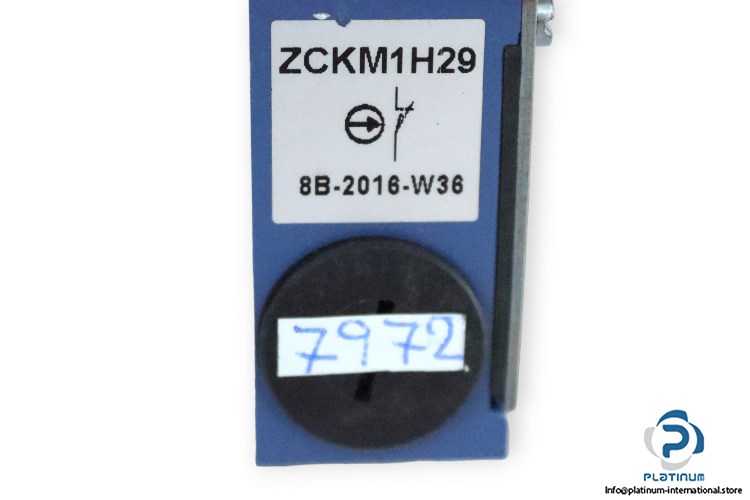 ZCKM1H29
8B-2016-W36
7972
PLATINUM
Info@platinum-international.store